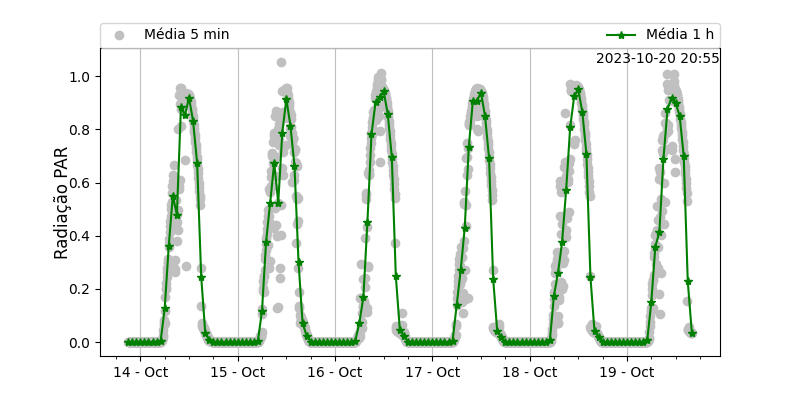 Média 5 min
Média 1 h
2023-10-20 20:55
Radiação PAR
1.0
0.8
0.6
0.4
0.2
0.0
14 - Oct
15 - Oct
16 - Oct
17 - Oct
18 - Oct
19 - Oct